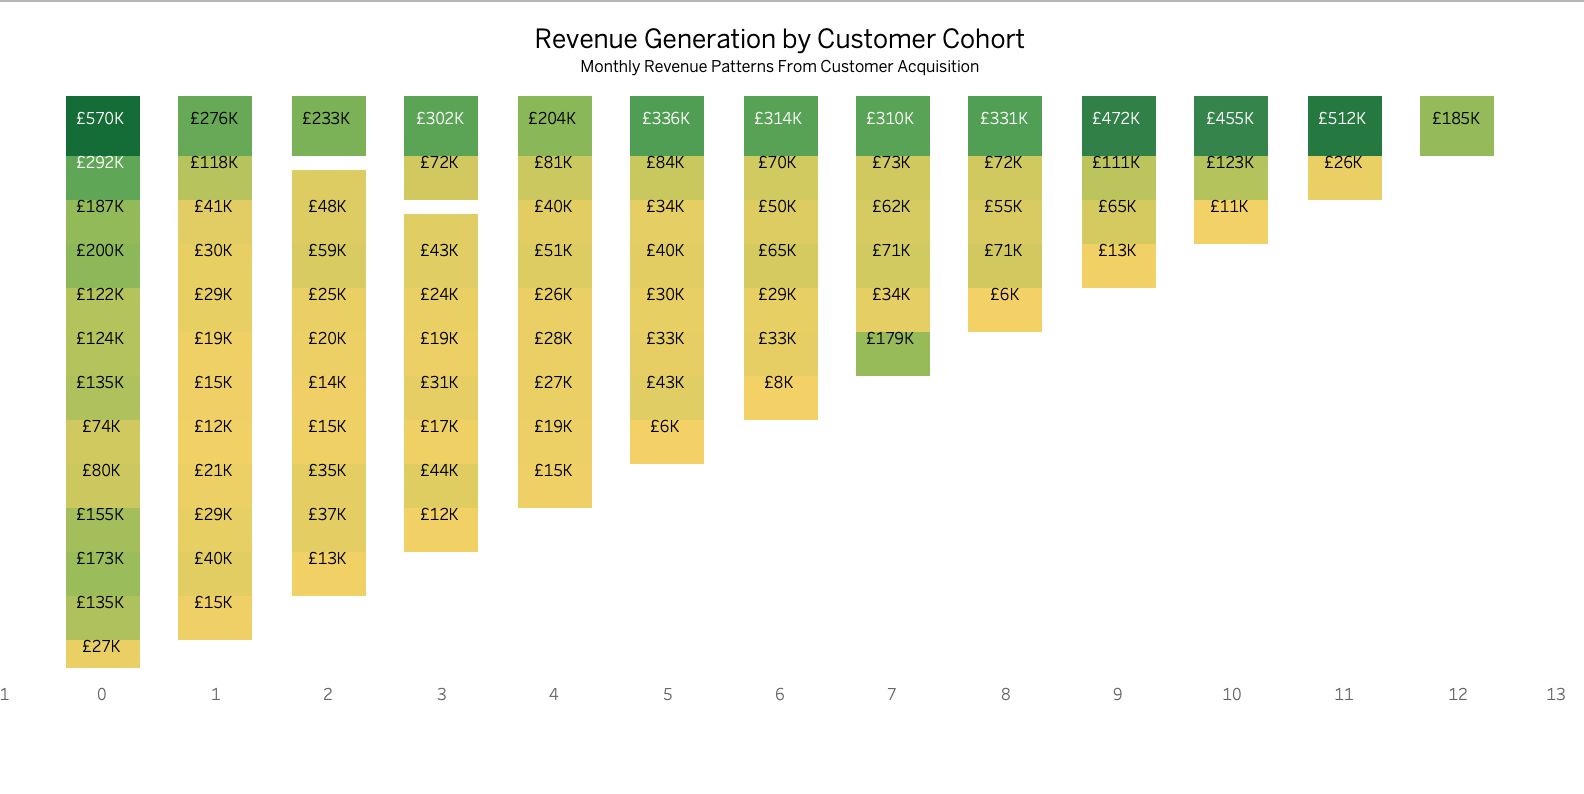 Revenue Generation by Customer Cohort
Monthly Revenue Patterns From Customer Acquisition
£570K £276K £233K £302K £204K £336K £314K £310K £331K £472K £455K £512K £185K
£292K £118K £72K £81K £84K £70K £73K £72K £111K £123K £26K
£187K £41K £48K £40K £34K £50K £62K £55K £65K £11K
£200K £30K £59K £43K £51K £40K £65K £71K £71K £13K
£122K £29K £25K £24K £26K £30K £29K £34K £6K
£124K £19K £20K £19K £28K £33K £33K £179K
£135K £15K £14K £31K £27K £43K £8K
£74K £12K £15K £17K £19K £6K
£80K £21K £35K £44K £15K
£155K £29K £37K £12K
£173K £40K £13K
£135K £15K
£27K
1 0 1 2 3 4 5 6 7 8 9 10 11 12 13